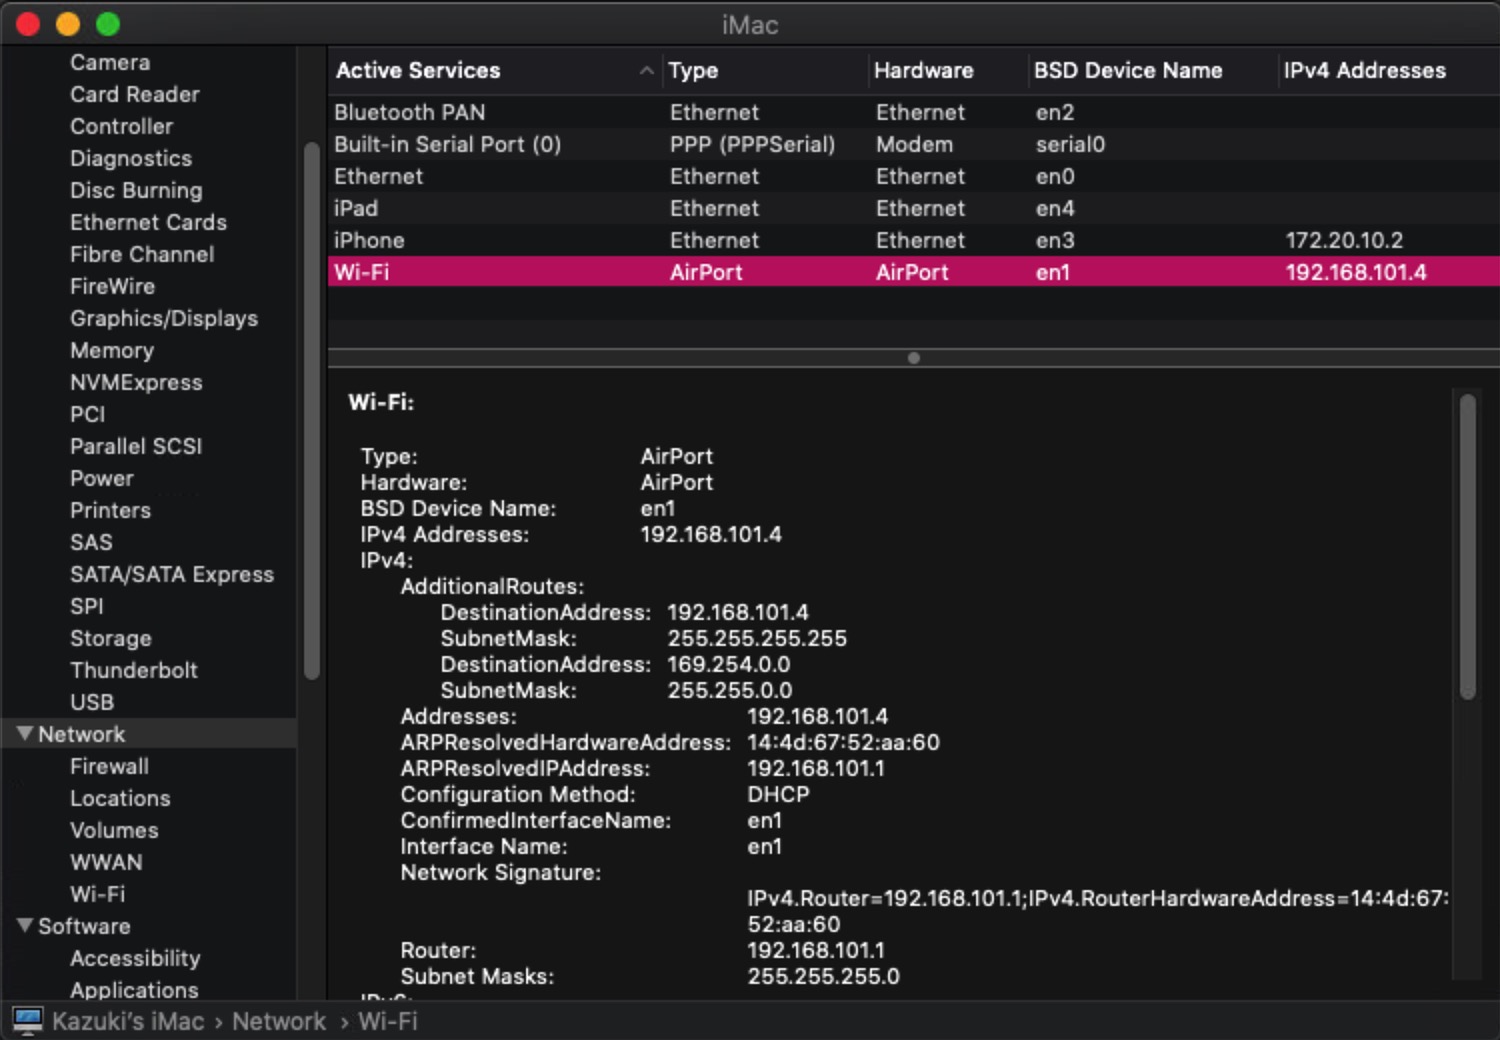 iMac
Camera
Card Reader
Controller
Diagnostics
Disc Burning
Ethernet Cards
Fibre Channel
FireWire
Graphics/Displays
Memory
NVMExpress
PCI
Parallel SCSI
Power
Printers
SAS
SATA/SATA Express
SPI
Storage
Thunderbolt
USB
Network
Firewall
Locations
Volumes
WWAN
Wi-Fi
Software
Accessibility
Applications
Active Services Type Hardware BSD Device Name IPv4 Addresses
Bluetooth PAN Ethernet Ethernet en2
Built-in Serial Port (0) PPP (PPPSerial) Modem serial0
Ethernet Ethernet Ethernet en0
iPad Ethernet Ethernet en4
iPhone Ethernet Ethernet en3 172.20.10.2
Wi-Fi AirPort AirPort en1 192.168.101.4
Wi-Fi:
Type: AirPort
Hardware: AirPort
BSD Device Name: en1
IPv4 Addresses: 192.168.101.4
IPv4:
AdditionalRoutes:
DestinationAddress: 192.168.101.4
SubnetMask: 255.255.255.255
DestinationAddress: 169.254.0.0
SubnetMask: 255.255.0.0
Addresses: 192.168.101.4
ARPResolvedHardwareAddress: 14:4d:67:52:aa:60
ARPResolvedIPAddress: 192.168.101.1
Configuration Method: DHCP
ConfirmedInterfaceName: en1
Interface Name: en1
Network Signature:
IPv4.Router=192.168.101.1;IPv4.RouterHardwareAddress=14:4d:67:
52:aa:60
Router: 192.168.101.1
Subnet Masks: 255.255.255.0
IPv6:
Kazuki's iMac › Network › Wi-Fi